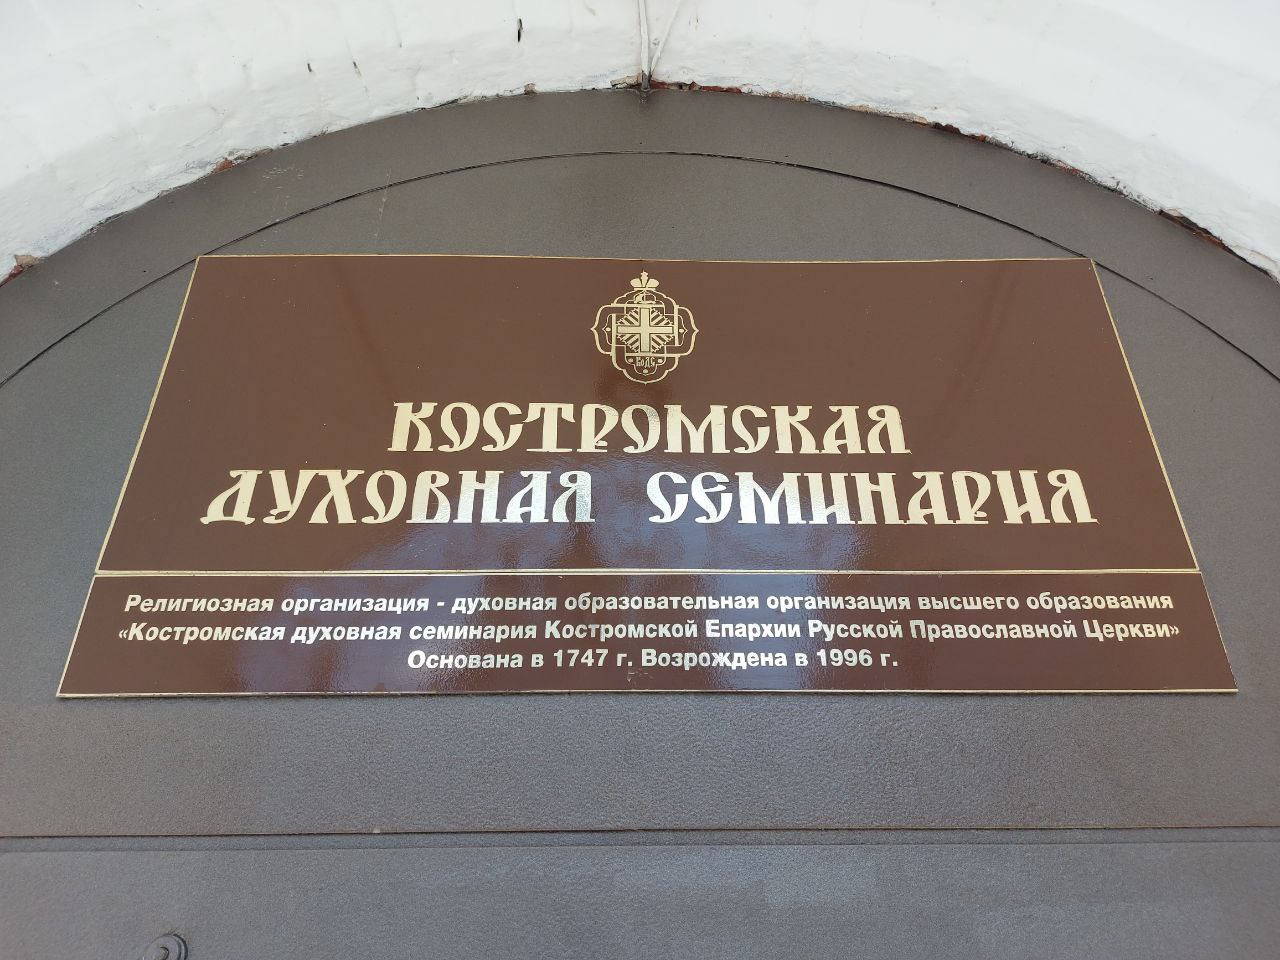 КОСТРОМСКАЯ
ДУХОВНАЯ СЕМИНАРИЯ
Религиозная организация - духовная образовательная организация высшего образования
«Костромская духовная семинария Костромской Епархии Русской Православной Церкви»
Основана в 1747 г. Возрождена в 1996 г.